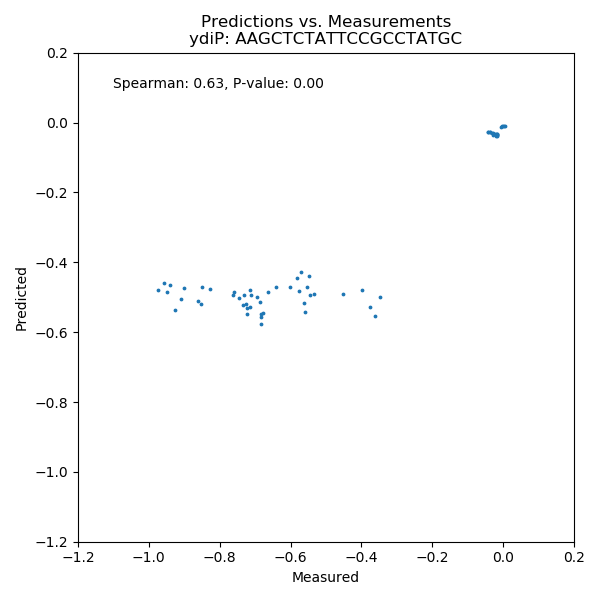 Predictions vs. Measurements
ydiP: AAGCTCTATTCCGCCTATGC
Spearman: 0.63, P-value: 0.00
0.2
0.0
−0.2
−0.4
−0.6
−0.8
−1.0
−1.2
Predicted
−1.2 −1.0 −0.8 −0.6 −0.4 −0.2 0.0 0.2
Measured